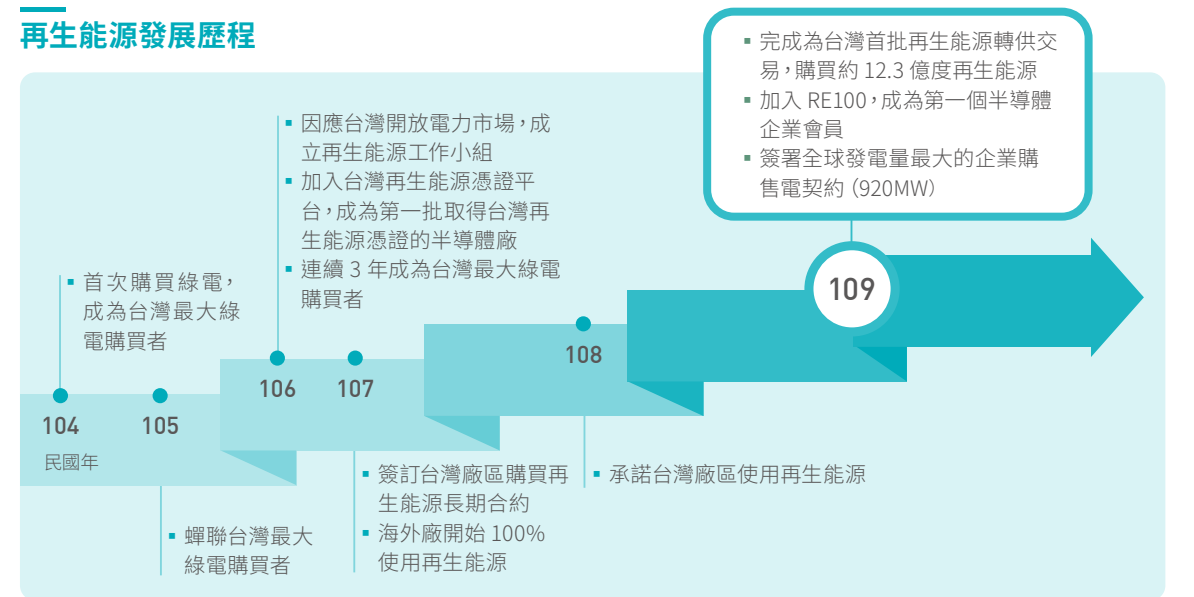 再生能源發展歷程
104
民國年
▪ 首次購買綠電，
成為台灣最大綠
電購買者
105
▪ 蟬聯台灣最大
綠電購買者
106
▪ 因應台灣開放電力市場，成
立再生能源工作小組
▪ 加入台灣再生能源憑證平
台，成為第一批取得台灣再
生能源憑證的半導體廠
▪ 連續 3 年成為台灣最大綠電
購買者
107
▪ 簽訂台灣廠區購買再
生能源長期合約
▪ 海外廠開始 100%
使用再生能源
108
▪ 承諾台灣廠區使用再生能源
109
▪ 完成為台灣首批再生能源轉供交
易，購買約 12.3 億度再生能源
▪ 加入 RE100，成為第一個半導體
企業會員
▪ 簽署全球發電量最大的企業購
售電契約（920MW）